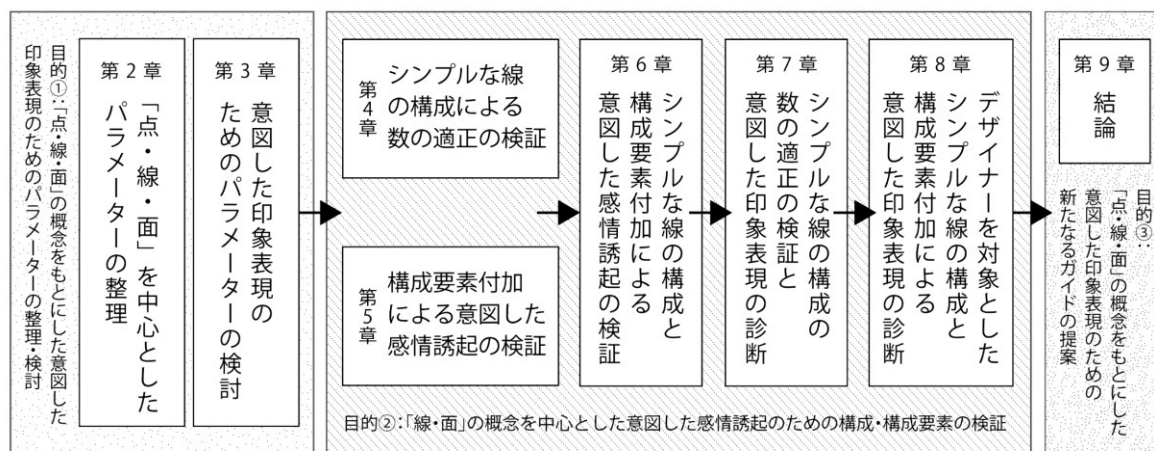 目的①:「点・線・面」の概念をもとにした意図した
印象表現のためのパラメーターの整理・検討
第2章
「点・線・面」を中心とした
パラメーターの整理
第3章
意図した印象表現の
ためのパラメーターの検討
第4章
シンプルな線
の構成による
数の適正の検証
第5章
構成要素付加
による意図した
感情誘起の検証
第6章
シンプルな線の構成と
構成要素付加による
意図した感情誘起の検証
第7章
シンプルな線の構成の
数の適正の検証と
意図した印象表現の診断
第8章
デザイナーを対象とした
シンプルな線の構成と
構成要素付加による
意図した印象表現の診断
目的②:「線・面」の概念を中心とした意図した感情誘起のための構成・構成要素の検証
第9章
結論
目的③:
「点・線・面」の概念をもとにした
意図した印象表現のための
新たなるガイドの提案